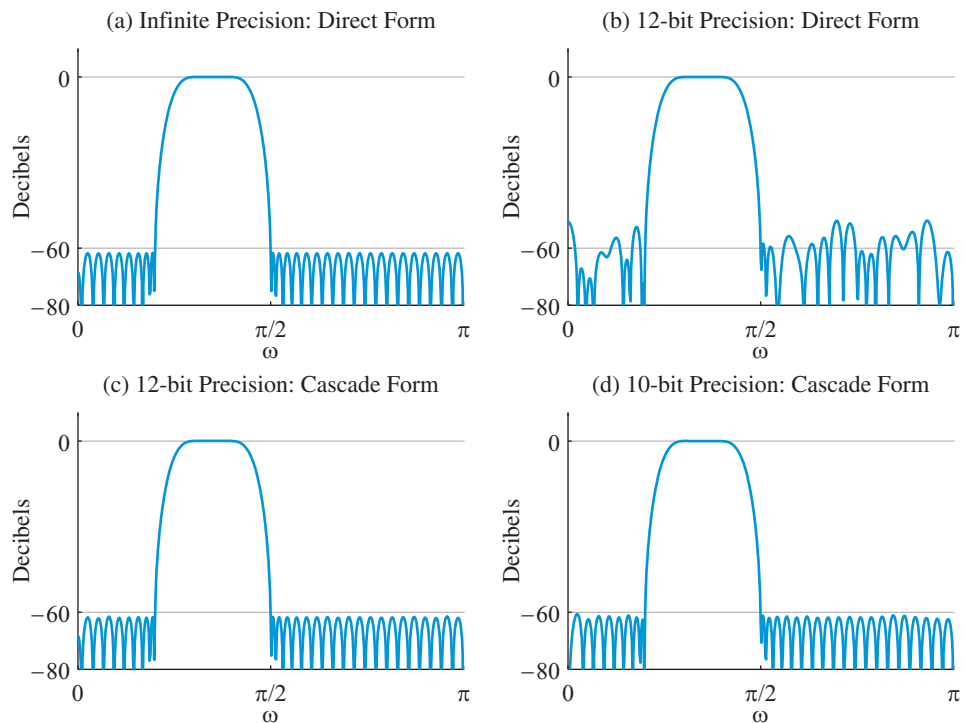 (a) Infinite Precision: Direct Form
0
Decibels
−60
−80
0
π/2
π
ω
(b) 12-bit Precision: Direct Form
0
Decibels
−60
−80
0
π/2
π
ω
(c) 12-bit Precision: Cascade Form
0
Decibels
−60
−80
0
π/2
π
ω
(d) 10-bit Precision: Cascade Form
0
Decibels
−60
−80
0
π/2
π
ω